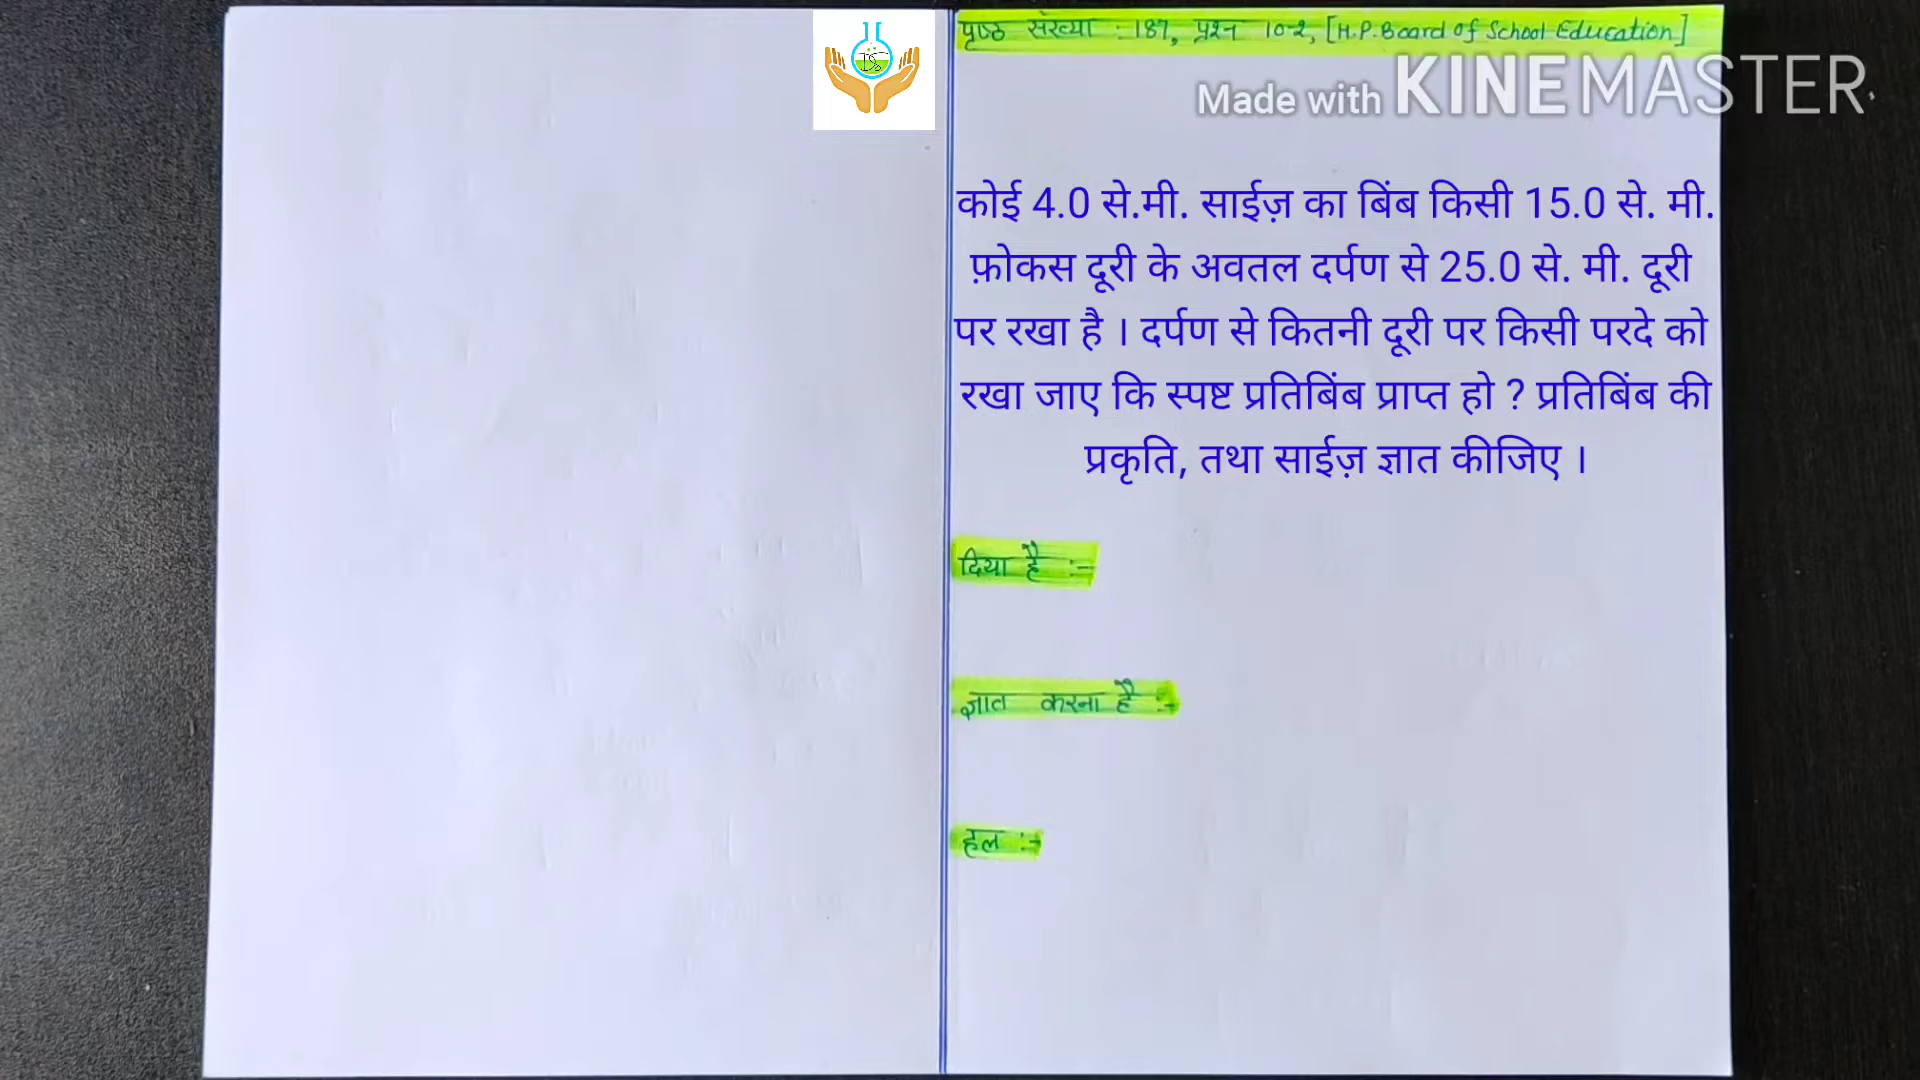 पृष्ठ संख्या :- 187, प्रश्न 10.2, [H.P. Board of School Education]
Made with KINEMASTER
कोई 4.0 से.मी. साईज़ का बिंब किसी 15.0 से. मी.
फ़ोकस दूरी के अवतल दर्पण से 25.0 से. मी. दूरी
पर रखा है । दर्पण से कितनी दूरी पर किसी परदे को
रखा जाए कि स्पष्ट प्रतिबिंब प्राप्त हो ? प्रतिबिंब की
प्रकृति, तथा साईज़ ज्ञात कीजिए ।
दिया है :-
ज्ञात करना है :-
हल :-